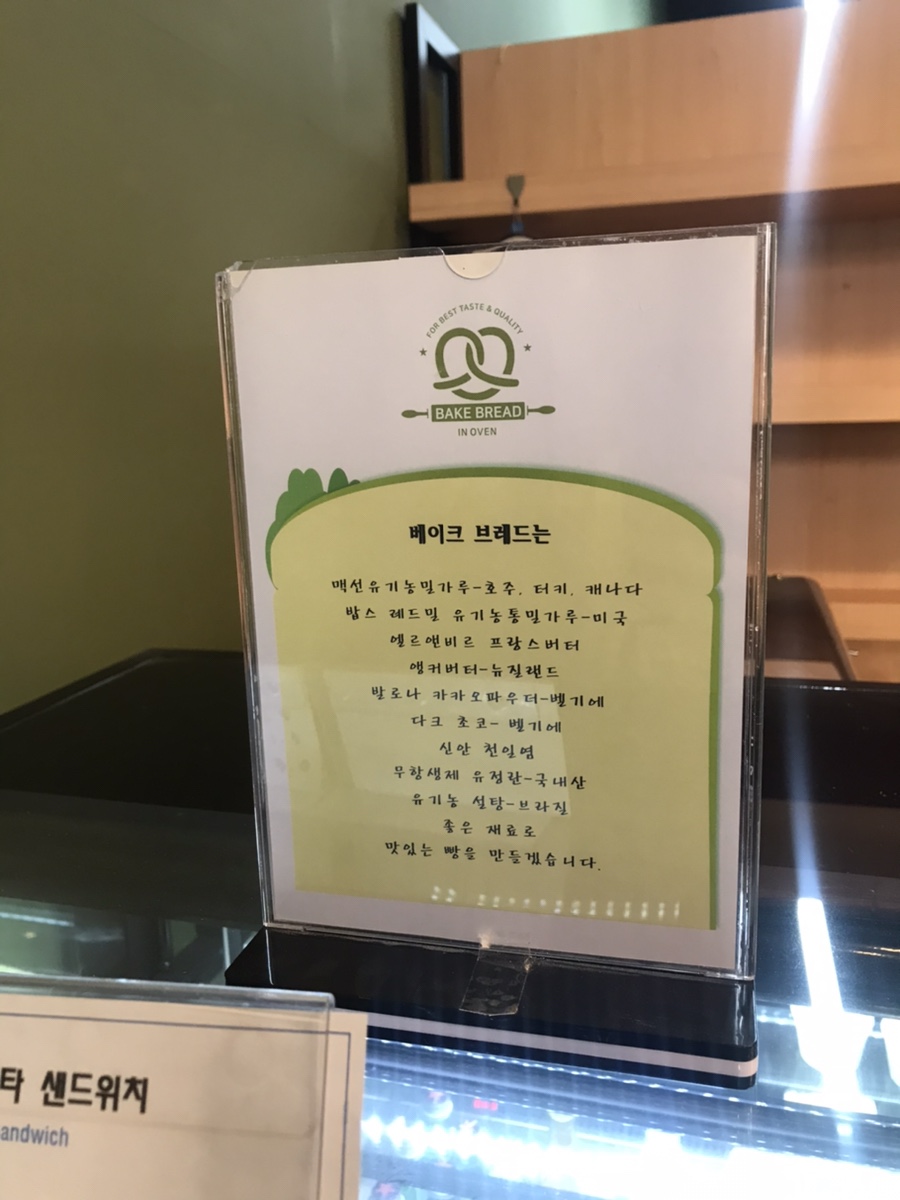 FOR BEST TASTE & QUALITY
BAKE BREAD
IN OVEN
베이크 브레드는
맥선유기농밀가루-호주, 터키, 캐나다
밥스 레드밀 유기농통밀가루-미국
엘르앤비르 프랑스버터
앵커버터-뉴질랜드
발로나 카카오파우더-벨기에
다크 초코- 벨기에
신안 천일염
무항생제 유정란-국내산
유기농 설탕-브라질
좋은 재료로
맛있는 빵을 만들겠습니다.
타 샌드위치
andwich